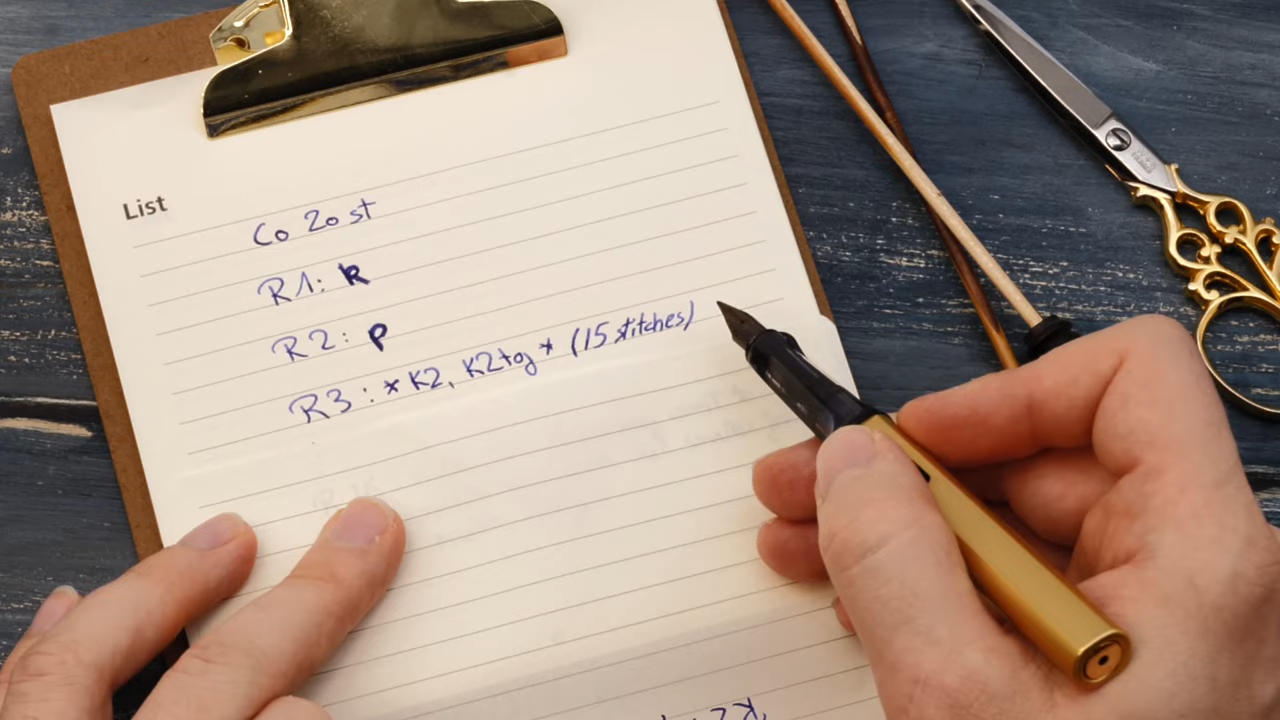 List
Co 20 st
R1: k
R2: p
R3: * K2, K2tog * (15 stitches)